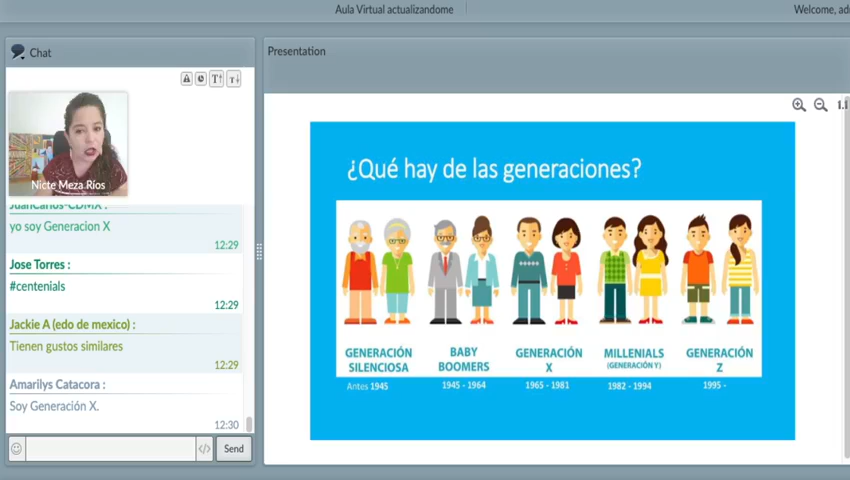 Aula Virtual actualizandome
Welcome, ad
Chat
Presentation
Nicte Meza Ríos
JuanCarlos-CDMX :
yo soy Generacion X
12:29
Jose Torres :
#centenials
12:29
Jackie A (edo de mexico) :
Tienen gustos similares
12:29
Amarilys Catacora :
Soy Generación X.
12:30
Send
¿Qué hay de las generaciones?
GENERACIÓN SILENCIOSA
Antes 1945
BABY BOOMERS
1945 - 1964
GENERACIÓN X
1965 - 1981
MILLENIALS
(GENERACIÓN Y)
1982 - 1994
GENERACIÓN Z
1995 -